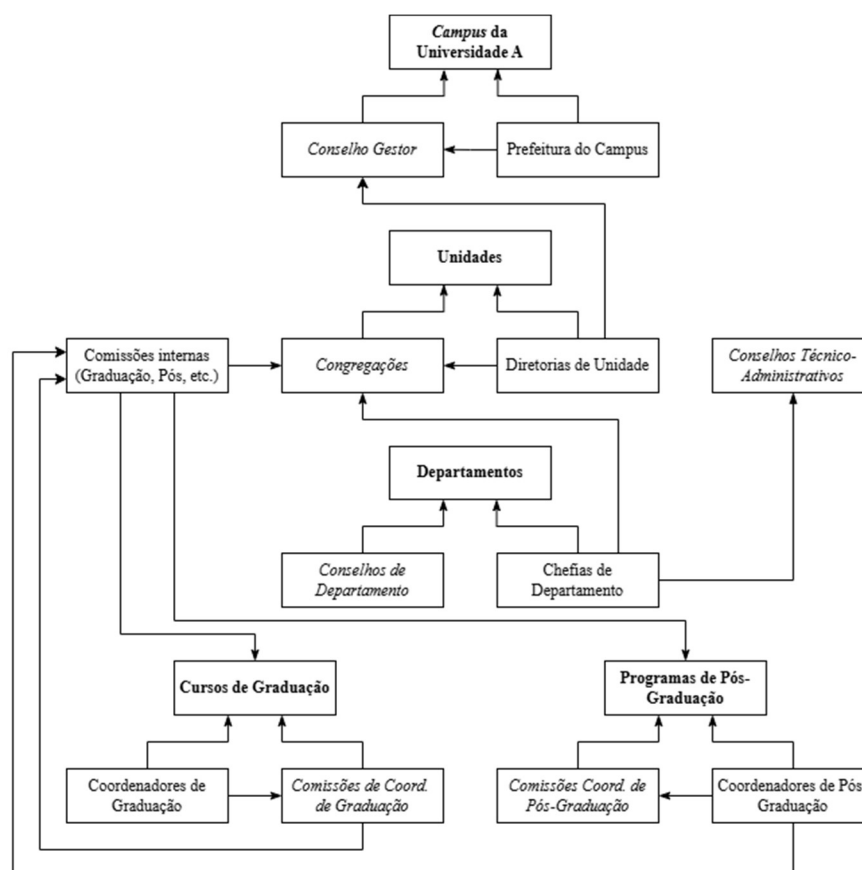 Campus da
Universidade A
Conselho Gestor
Prefeitura do Campus
Unidades
Comissões internas
(Graduação, Pós, etc.)
Congregações
Diretorias de Unidade
Conselhos Técnico-
Administrativos
Departamentos
Conselhos de
Departamento
Chefias de
Departamento
Cursos de Graduação
Programas de Pós-
Graduação
Coordenadores de
Graduação
Comissões de Coord.
de Graduação
Comissões Coord. de
Pós-Graduação
Coordenadores de Pós
Graduação